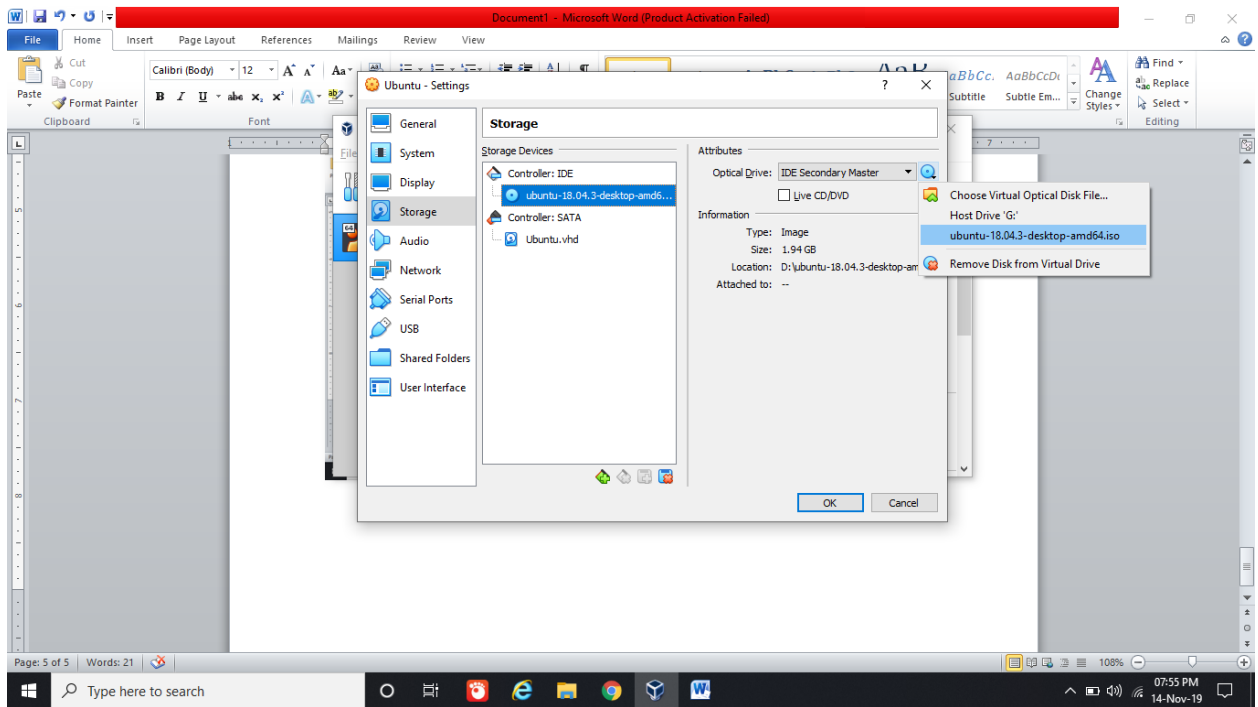 Document1 - Microsoft Word (Product Activation Failed)
File Home Insert Page Layout References Mailings Review View
Paste
Cut
Copy
Format Painter
Clipboard
Calibri (Body) 12
Font
Subtitle
Subtle Em...
Change Styles
Find
Replace
Select
Editing
File
Ubuntu - Settings
?
General
System
Display
Storage
Audio
Network
Serial Ports
USB
Shared Folders
User Interface
Storage
Storage Devices
Controller: IDE
ubuntu-18.04.3-desktop-amd6...
Controller: SATA
Ubuntu.vhd
Attributes
Optical Drive: IDE Secondary Master
Live CD/DVD
Information
Type: Image
Size: 1.94 GB
Location: D:\ubuntu-18.04.3-desktop-am
Attached to: --
Choose Virtual Optical Disk File...
Host Drive 'G:'
ubuntu-18.04.3-desktop-amd64.iso
Remove Disk from Virtual Drive
OK Cancel
Page: 5 of 5 Words: 21
108%
Type here to search
07:55 PM
14-Nov-19